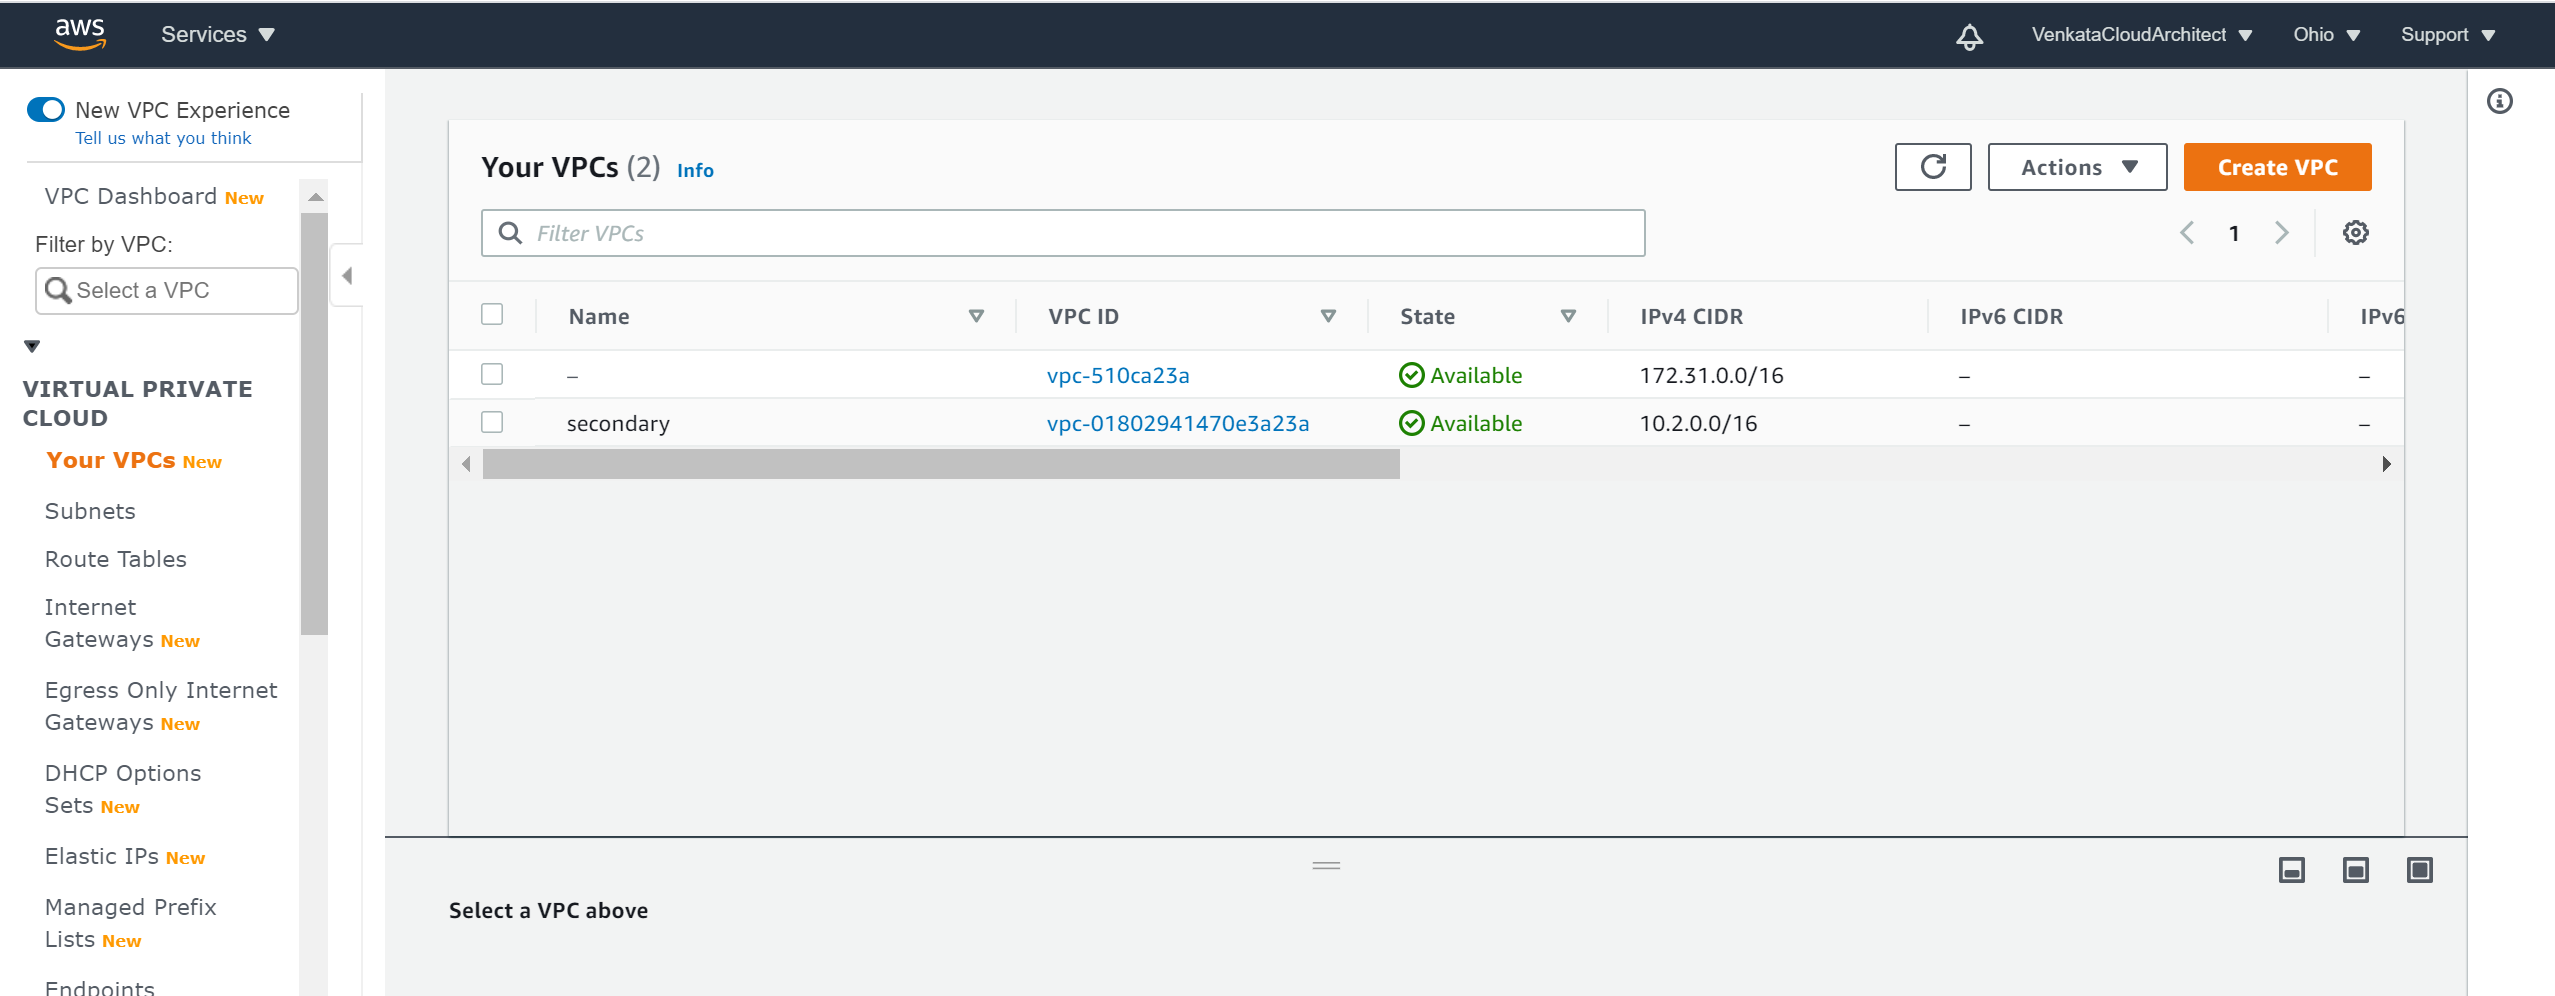 aws Services VenkataCloudArchitect Ohio Support
New VPC Experience
Tell us what you think
VPC Dashboard New
Filter by VPC:
Select a VPC
VIRTUAL PRIVATE
CLOUD
Your VPCs New
Subnets
Route Tables
Internet
Gateways New
Egress Only Internet
Gateways New
DHCP Options
Sets New
Elastic IPs New
Managed Prefix
Lists New
Endpoints
Your VPCs (2) Info
Actions Create VPC
Filter VPCs
1
Name VPC ID State IPv4 CIDR IPv6 CIDR IPv6
– vpc-510ca23a Available 172.31.0.0/16 – –
secondary vpc-01802941470e3a23a Available 10.2.0.0/16 – –
Select a VPC above